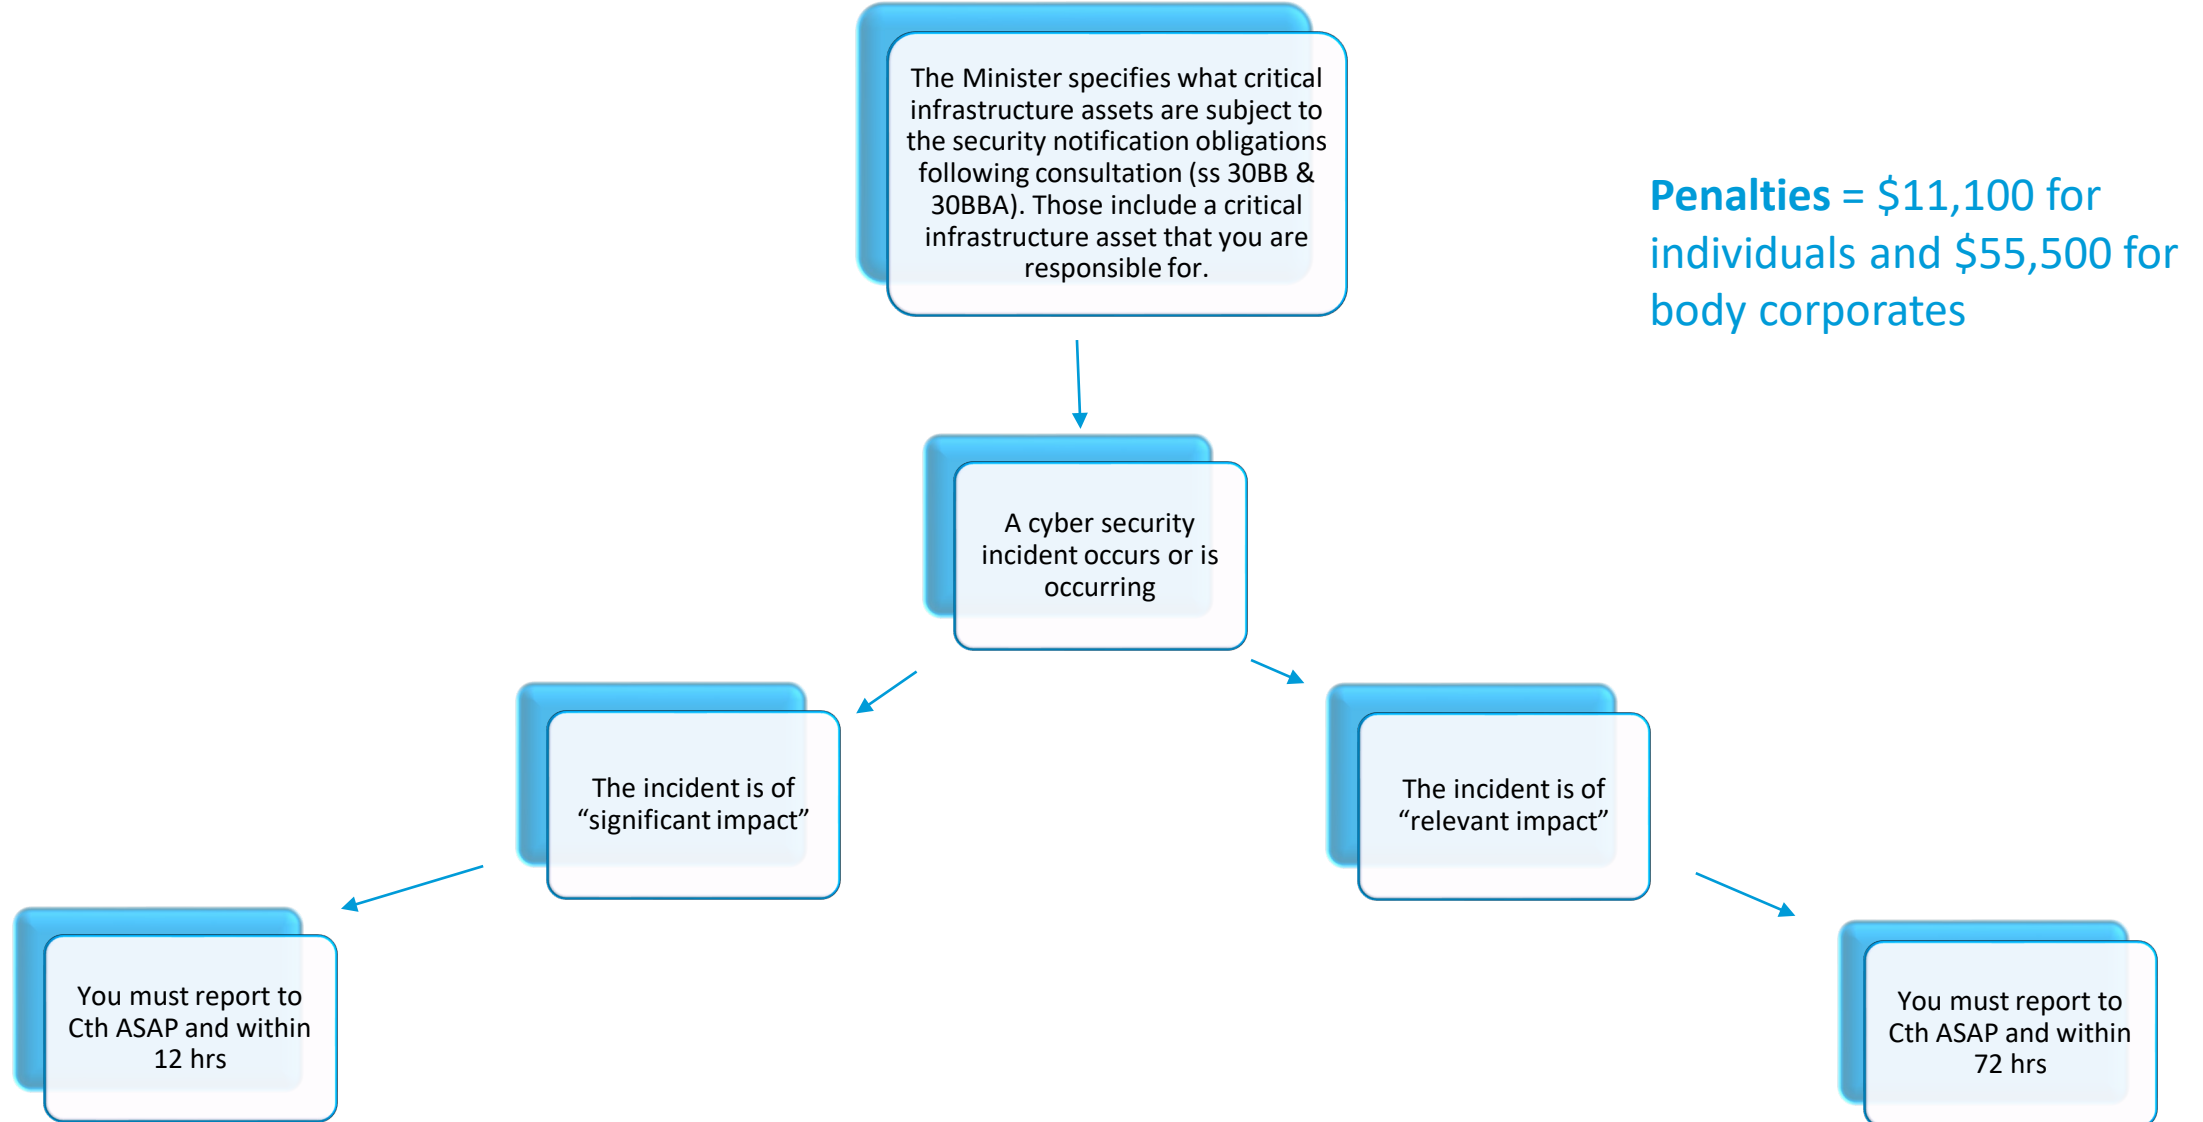 The Minister specifies what critical
infrastructure assets are subject to
the security notification obligations
following consultation (ss 30BB &
30BBA). Those include a critical
infrastructure asset that you are
responsible for.
Penalties = $11,100 for
individuals and $55,500 for
body corporates
A cyber security
incident occurs or is
occurring
The incident is of
“significant impact”
The incident is of
“relevant impact”
You must report to
Cth ASAP and within
12 hrs
You must report to
Cth ASAP and within
72 hrs